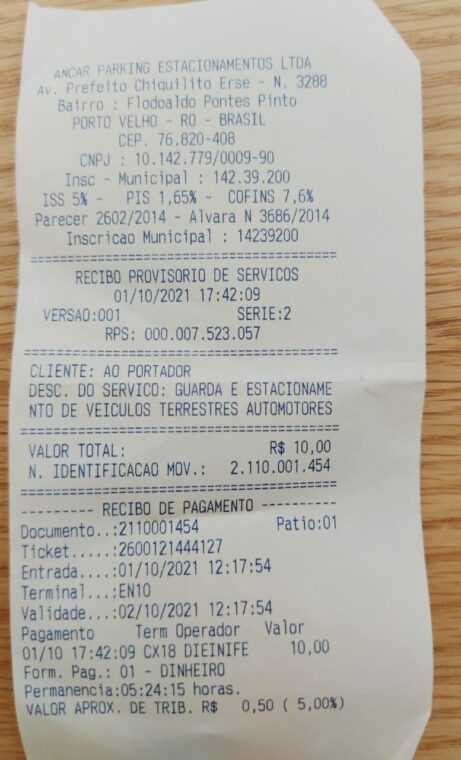 ANCAR PARKING ESTACIONAMENTOS LTDA
Av. Prefeito Chiquilito Erse - N. 3288
Bairro : Flodoaldo Pontes Pinto
PORTO VELHO - RO - BRASIL
CEP. 76.820-408
CNPJ : 10.142.779/0009-90
Insc - Municipal : 142.39.200
ISS 5% - PIS 1,65% - COFINS 7,6%
Parecer 2602/2014 - Alvara N 3686/2014
Inscricao Municipal : 14239200
========================================
RECIBO PROVISORIO DE SERVICOS
01/10/2021 17:42:09
VERSAO:001 SERIE:2
RPS: 000.007.523.057
========================================
CLIENTE: AO PORTADOR
DESC. DO SERVICO: GUARDA E ESTACIONAME
NTO DE VEICULOS TERRESTRES AUTOMOTORES
========================================
VALOR TOTAL: R$ 10,00
N. IDENTIFICACAO MOV.: 2.110.001.454
========================================
--------- RECIBO DE PAGAMENTO ---------
Documento..:2110001454 Patio:01
Ticket.....:2600121444127
Entrada....:01/10/2021 12:17:54
Terminal...:EN10
Validade...:02/10/2021 12:17:54
Pagamento Term Operador Valor
01/10 17:42:09 CX18 DIEINIFE 10,00
Form. Pag.: 01 - DINHEIRO
Permanencia:05:24:15 horas.
VALOR APROX. DE TRIB. R$ 0,50 ( 5,00%)